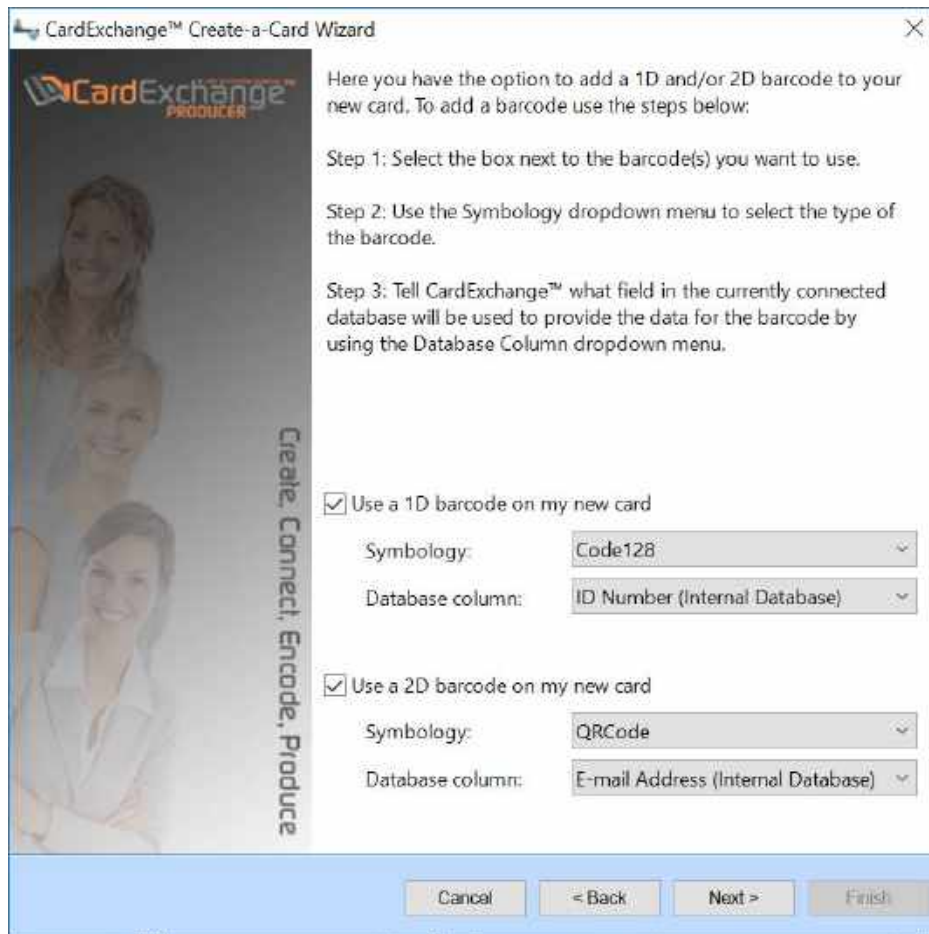 CardExchange™ Create-a-Card Wizard
CardExchange™
PRODUCER
Here you have the option to add a 1D and/or 2D barcode to your
new card. To add a barcode use the steps below:
Step 1: Select the box next to the barcode(s) you want to use.
Step 2: Use the Symbology dropdown menu to select the type of
the barcode.
Step 3: Tell CardExchange™ what field in the currently connected
database will be used to provide the data for the barcode by
using the Database Column dropdown menu.
Create, Connect, Encode, Produce
Use a 1D barcode on my new card
Symbology: Code128
Database column: ID Number (Internal Database)
Use a 2D barcode on my new card
Symbology: QRCode
Database column: E-mail Address (Internal Database)
Cancel < Back Next > Finish